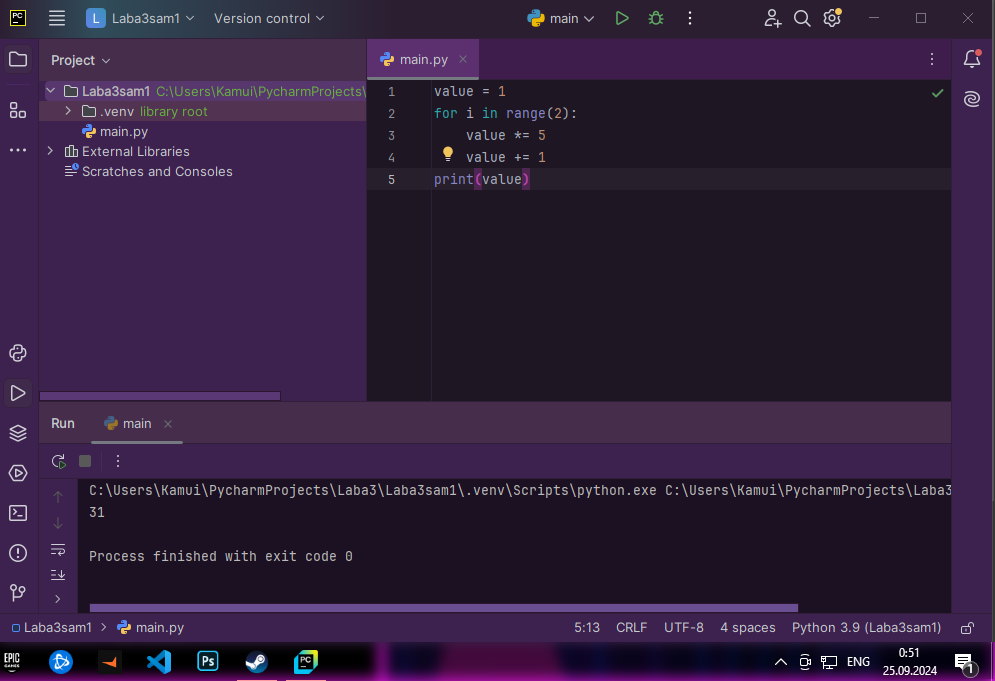 PC
L Laba3sam1 Version control main
Project
main.py
Laba3sam1 C:\Users\Kamui\PycharmProjects\
.venv library root
main.py
External Libraries
Scratches and Consoles
1 value = 1
2 for i in range(2):
3 value *= 5
4 value += 1
5 print(value)
Run main
C:\Users\Kamui\PycharmProjects\Laba3\Laba3sam1\.venv\Scripts\python.exe C:\Users\Kamui\PycharmProjects\Laba3
31
Process finished with exit code 0
Laba3sam1 main.py 5:13 CRLF UTF-8 4 spaces Python 3.9 (Laba3sam1)
EPIC GAMES Ps PC ENG 0:51
25.09.2024 1